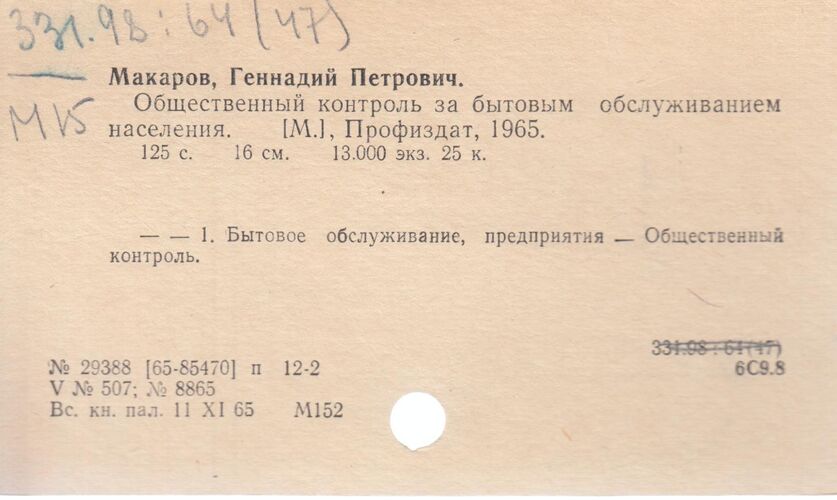 331.98:64(47)
Макаров, Геннадий Петрович.
Общественный контроль за бытовым обслуживанием
М15 населения. [М.], Профиздат, 1965.
125 с. 16 см. 13.000 экз. 25 к.
— — 1. Бытовое обслуживание, предприятия — Общественный
контроль.
331.98:64(47)
№ 29388 [65-85470] п 12-2 6С9.8
V № 507; № 8865
Вс. кн. пал. 11 XI 65 М152